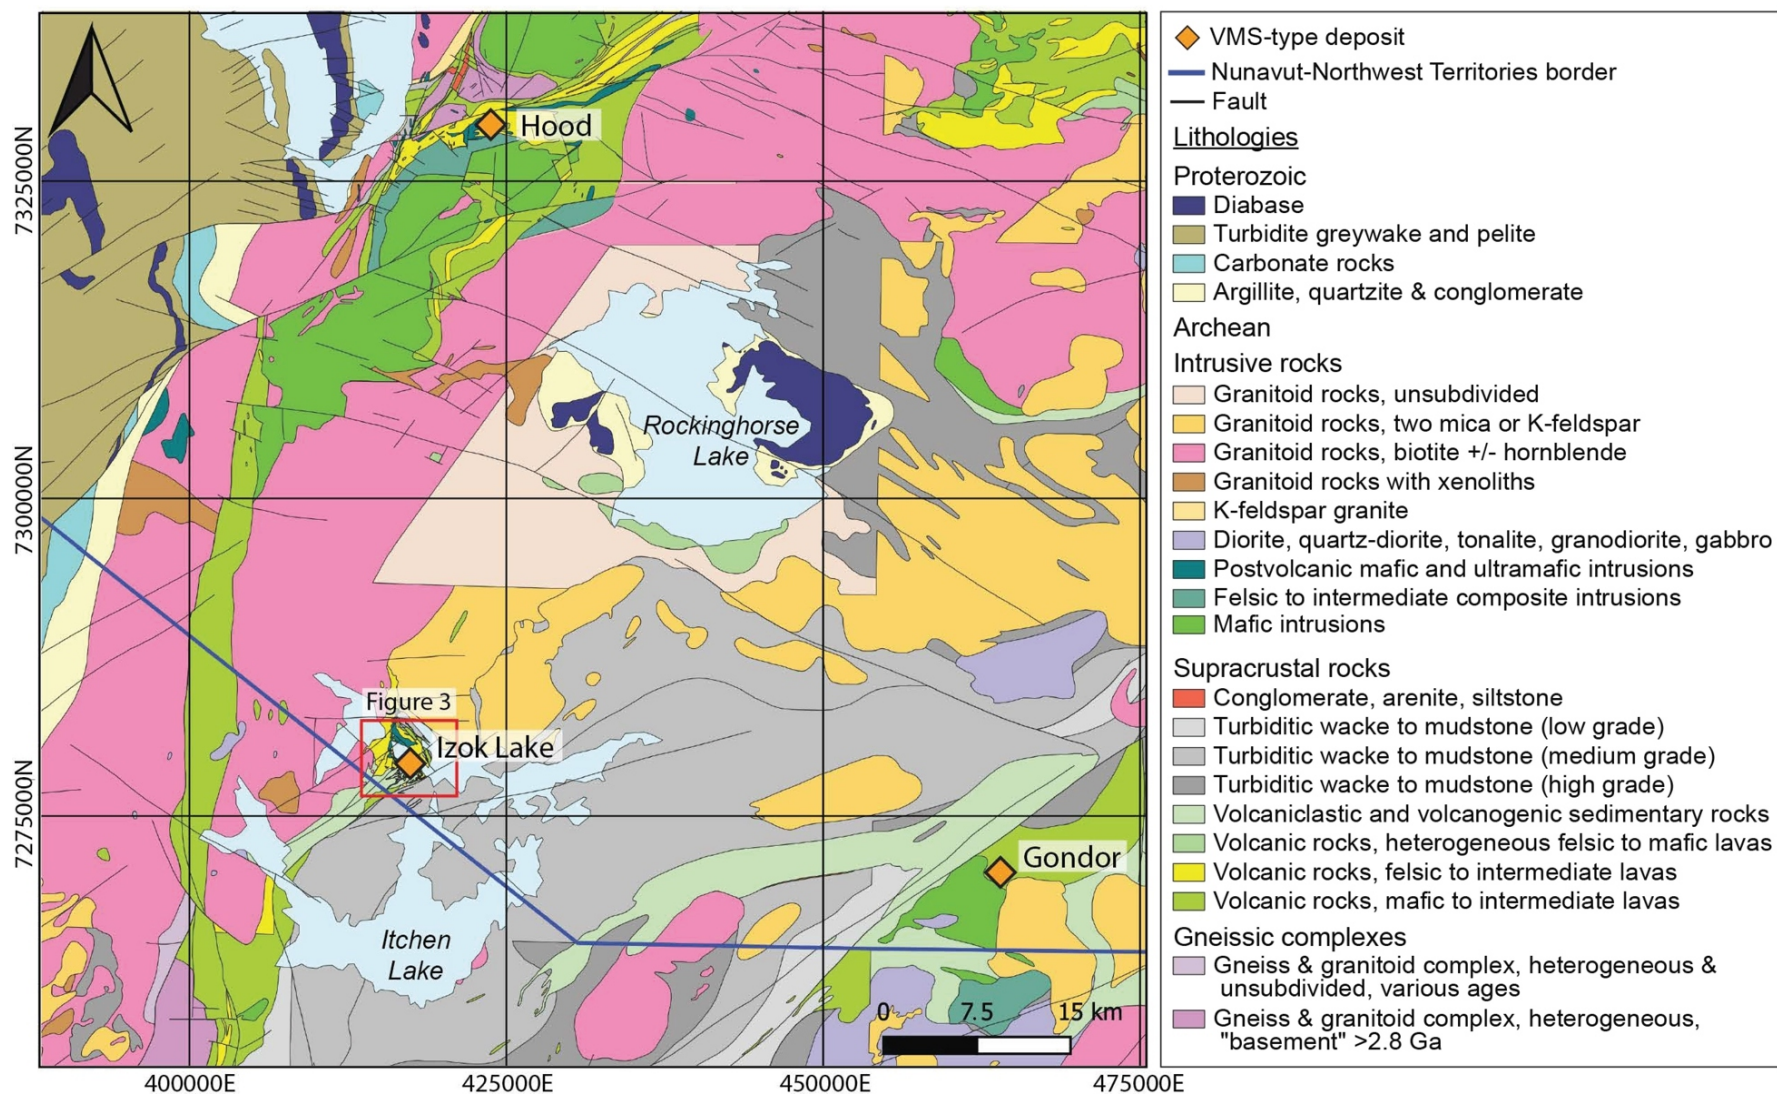 Hood
Rockinghorse
Lake
Figure 3
Izok Lake
Gondor
Itchen
Lake
0 7.5 15 km
7325000N
7300000N
7275000N
400000E 425000E 450000E 475000E
VMS-type deposit
Nunavut-Northwest Territories border
Fault
Lithologies
Proterozoic
Diabase
Turbidite greywake and pelite
Carbonate rocks
Argillite, quartzite & conglomerate
Archean
Intrusive rocks
Granitoid rocks, unsubdivided
Granitoid rocks, two mica or K-feldspar
Granitoid rocks, biotite +/- hornblende
Granitoid rocks with xenoliths
K-feldspar granite
Diorite, quartz-diorite, tonalite, granodiorite, gabbro
Postvolcanic mafic and ultramafic intrusions
Felsic to intermediate composite intrusions
Mafic intrusions
Supracrustal rocks
Conglomerate, arenite, siltstone
Turbiditic wacke to mudstone (low grade)
Turbiditic wacke to mudstone (medium grade)
Turbiditic wacke to mudstone (high grade)
Volcaniclastic and volcanogenic sedimentary rocks
Volcanic rocks, heterogeneous felsic to mafic lavas
Volcanic rocks, felsic to intermediate lavas
Volcanic rocks, mafic to intermediate lavas
Gneissic complexes
Gneiss & granitoid complex, heterogeneous &
unsubdivided, various ages
Gneiss & granitoid complex, heterogeneous,
"basement" >2.8 Ga